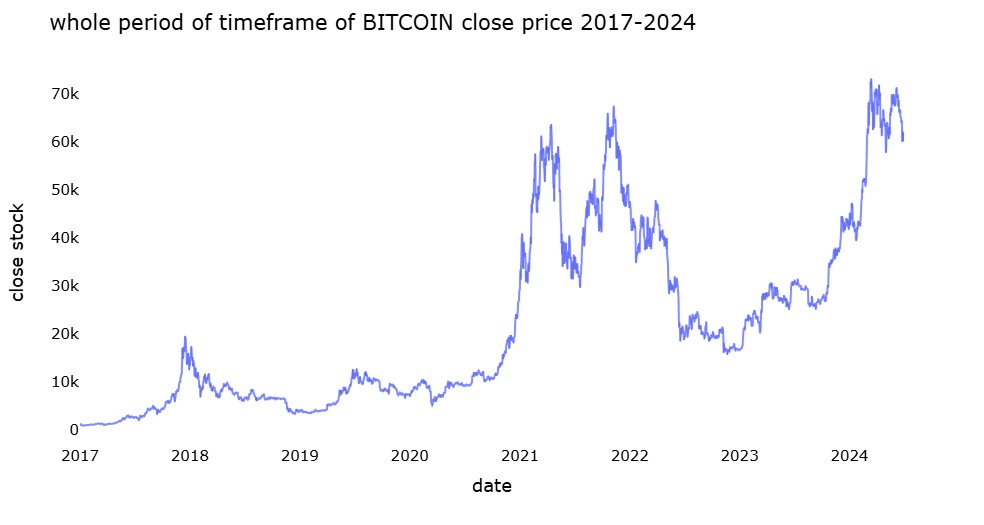 whole period of timeframe of BITCOIN close price 2017-2024
70k
60k
50k
40k
30k
20k
10k
0
close stock
2017 2018 2019 2020 2021 2022 2023 2024
date